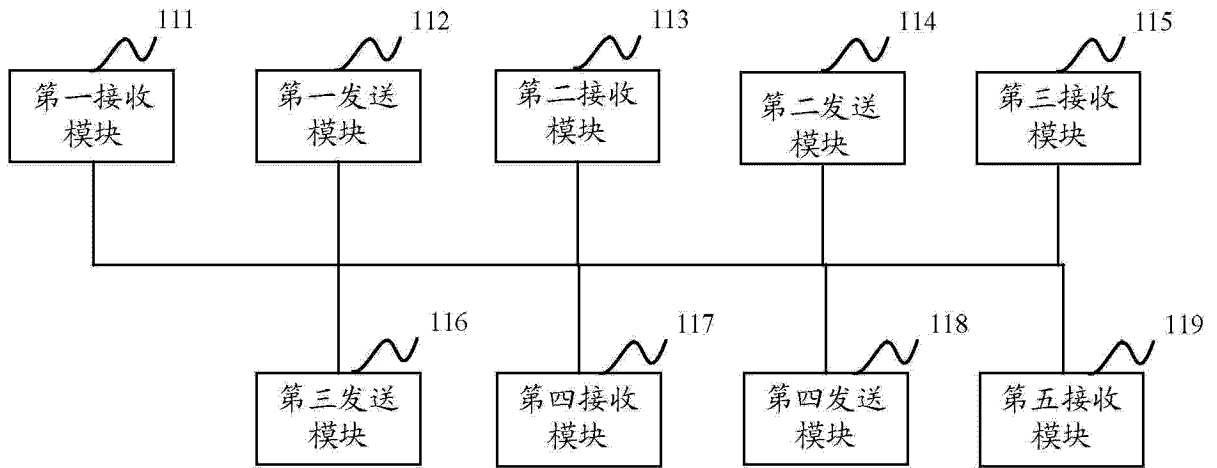 111
112
113
114
115
第一接收
模块
第一发送
模块
第二接收
模块
第二发送
模块
第三接收
模块
116
117
118
119
第三发送
模块
第四接收
模块
第四发送
模块
第五接收
模块